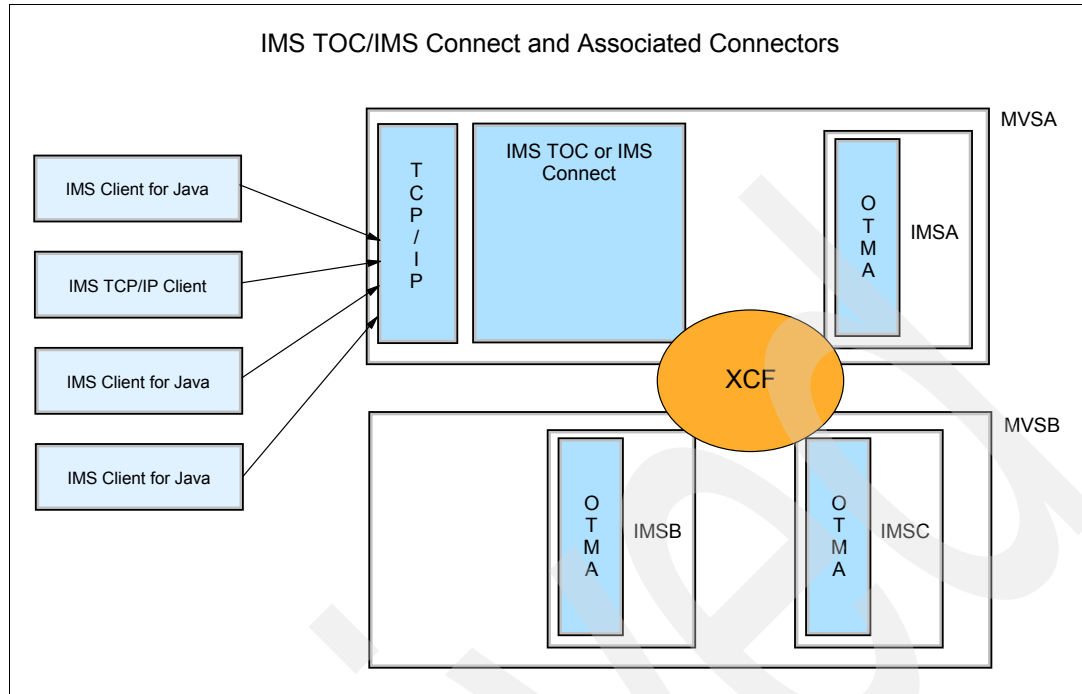 IMS TOC/IMS Connect and Associated Connectors
MVSA
IMS Client for Java
IMS TCP/IP Client
IMS Client for Java
IMS Client for Java
T
C
P
/
I
P
IMS TOC or IMS
Connect
O
T
M
A
IMSA
XCF
MVSB
O
T
M
A
IMSB
O
T
M
A
IMSC